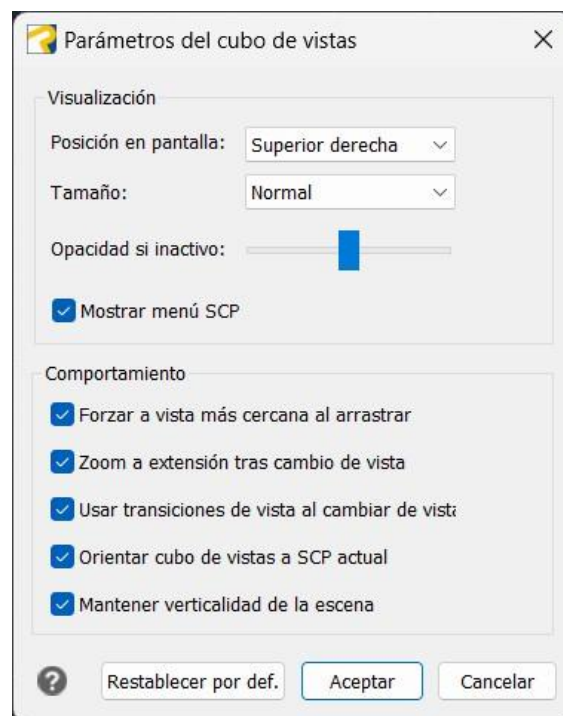 Parámetros del cubo de vistas
Visualización
Posición en pantalla: Superior derecha
Tamaño: Normal
Opacidad si inactivo:
Mostrar menú SCP
Comportamiento
Forzar a vista más cercana al arrastrar
Zoom a extensión tras cambio de vista
Usar transiciones de vista al cambiar de vista
Orientar cubo de vistas a SCP actual
Mantener verticalidad de la escena
? Restablecer por def. Aceptar Cancelar